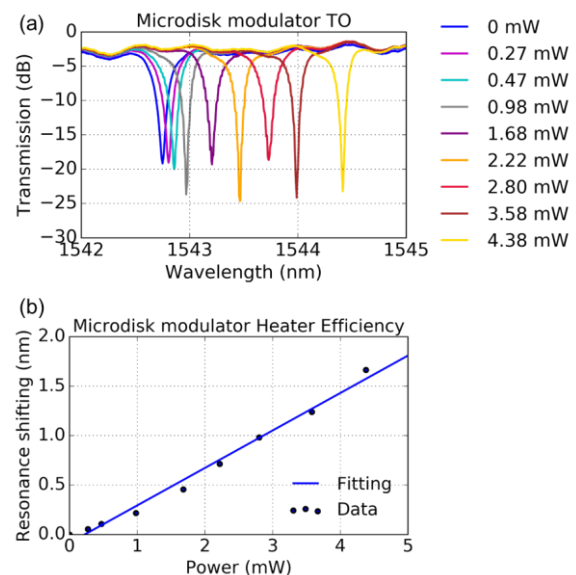 (a)
Microdisk modulator TO
Transmission (dB)
0
−5
−10
−15
−20
−25
−30
1542
1543
1544
1545
Wavelength (nm)
0 mW
0.27 mW
0.47 mW
0.98 mW
1.68 mW
2.22 mW
2.80 mW
3.58 mW
4.38 mW
(b)
Microdisk modulator Heater Efficiency
Resonance shifting (nm)
2.0
1.5
1.0
0.5
0.0
0
1
2
3
4
5
Power (mW)
Fitting
Data